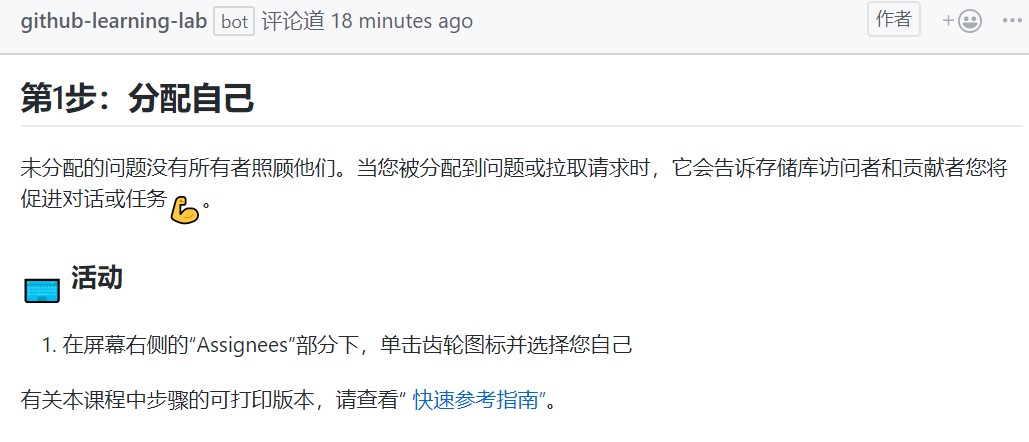 github-learning-lab bot 评论道 18 minutes ago 作者
第1步：分配自己
未分配的问题没有所有者照顾他们。当您被分配到问题或拉取请求时，它会告诉存储库访问者和贡献者您将
促进对话或任务💪。
活动
1. 在屏幕右侧的“Assignees”部分下，单击齿轮图标并选择您自己
有关本课程中步骤的可打印版本，请查看“ 快速参考指南”。